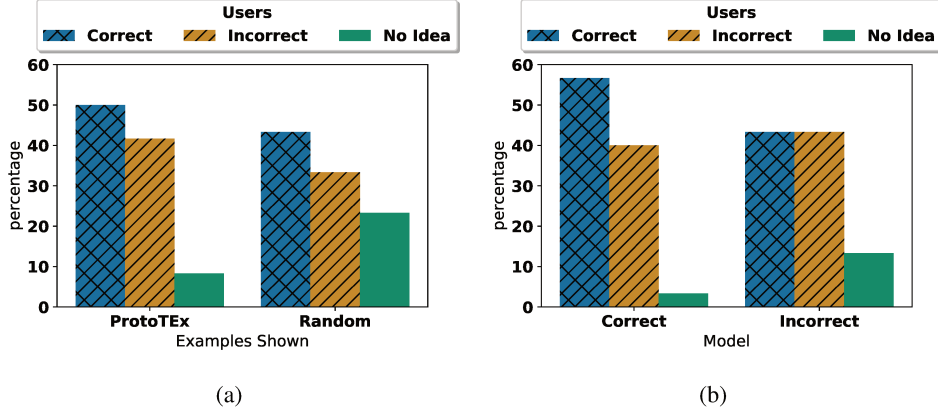 Users
Correct Incorrect No Idea
60
50
40
30
20
10
0
percentage
ProtoTEx Random
Examples Shown
(a)
Users
Correct Incorrect No Idea
60
50
40
30
20
10
0
percentage
Correct Incorrect
Model
(b)